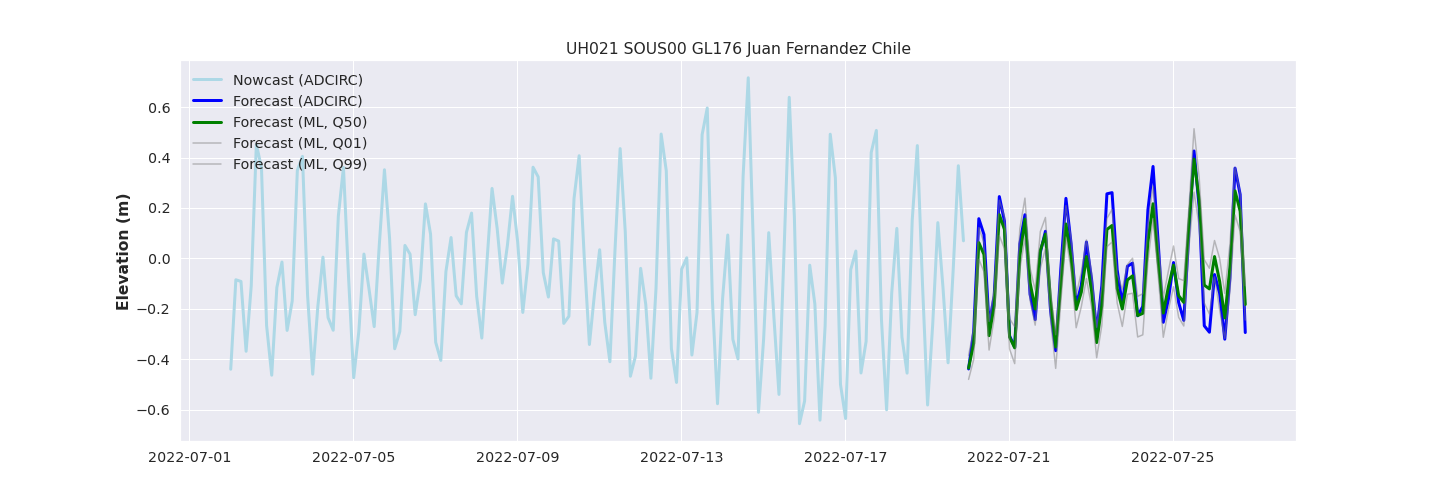 UH021 SOUS00 GL176 Juan Fernandez Chile
Nowcast (ADCIRC)
Forecast (ADCIRC)
Forecast (ML, Q50)
Forecast (ML, Q01)
Forecast (ML, Q99)
Elevation (m)
0.6
0.4
0.2
0.0
−0.2
−0.4
−0.6
2022-07-01
2022-07-05
2022-07-09
2022-07-13
2022-07-17
2022-07-21
2022-07-25